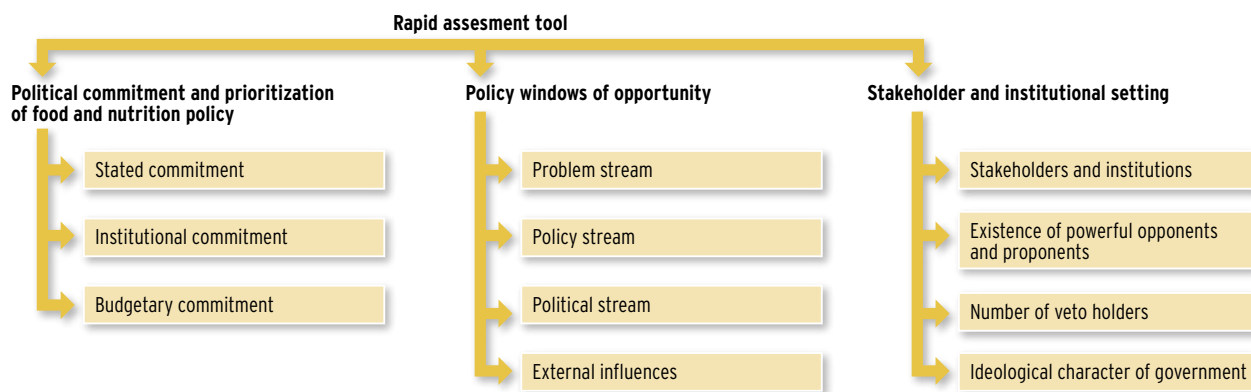 Rapid assesment tool
Political commitment and prioritization
of food and nutrition policy
Stated commitment
Institutional commitment
Budgetary commitment
Policy windows of opportunity
Problem stream
Policy stream
Political stream
External influences
Stakeholder and institutional setting
Stakeholders and institutions
Existence of powerful opponents
and proponents
Number of veto holders
Ideological character of government